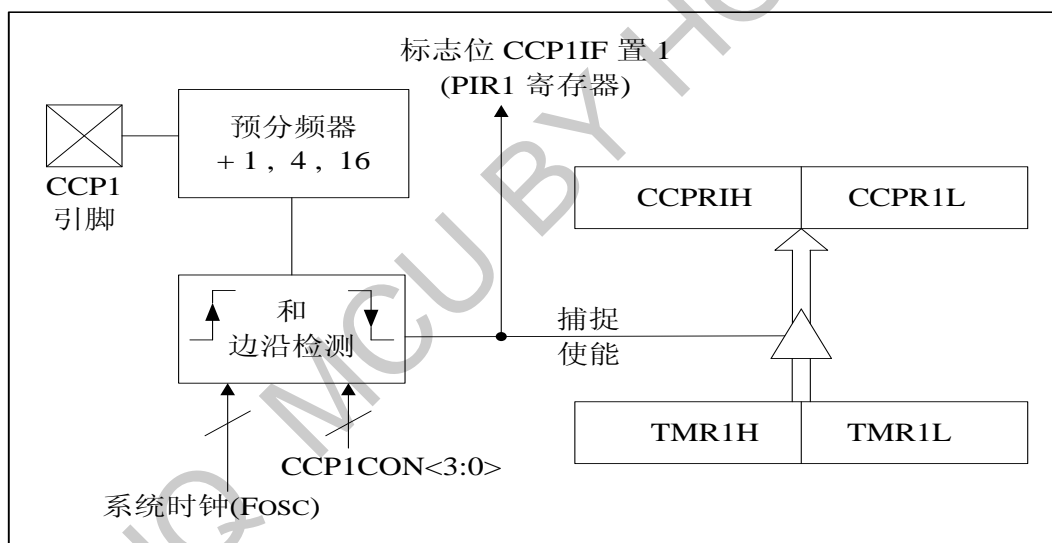 标志位 CCP1IF 置 1
(PIR1 寄存器)
预分频器
+ 1 , 4 , 16
CCP1
引脚
CCPRIH
CCPR1L
和
边沿检测
捕捉
使能
TMR1H
TMR1L
CCP1CON<3:0>
系统时钟(FOSC)
MCU BY